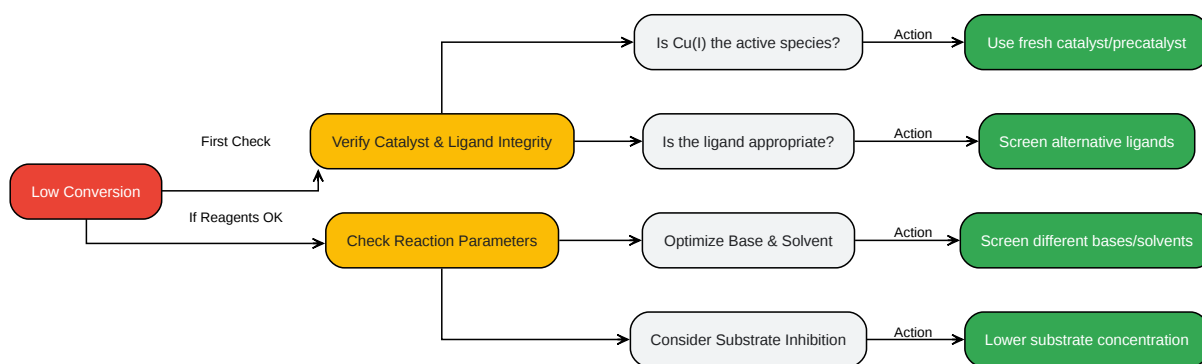 Is Cu(I) the active species?
Action
Use fresh catalyst/precatalyst
First Check
Verify Catalyst & Ligand Integrity
Is the ligand appropriate?
Action
Screen alternative ligands
Low Conversion
If Reagents OK
Check Reaction Parameters
Optimize Base & Solvent
Action
Screen different bases/solvents
Consider Substrate Inhibition
Action
Lower substrate concentration